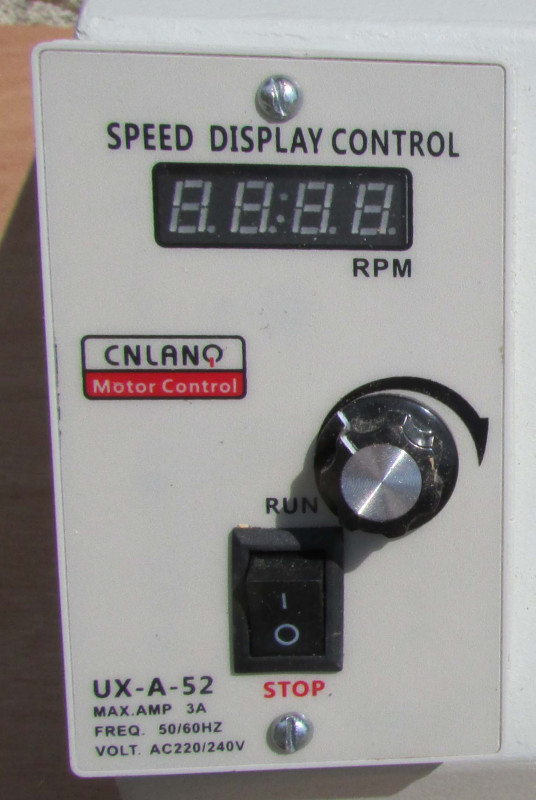 SPEED DISPLAY CONTROL
RPM
CNLANQ
Motor Control
RUN
I
O
STOP.
UX-A-52
MAX.AMP 3A
FREQ. 50/60HZ
VOLT. AC220/240V